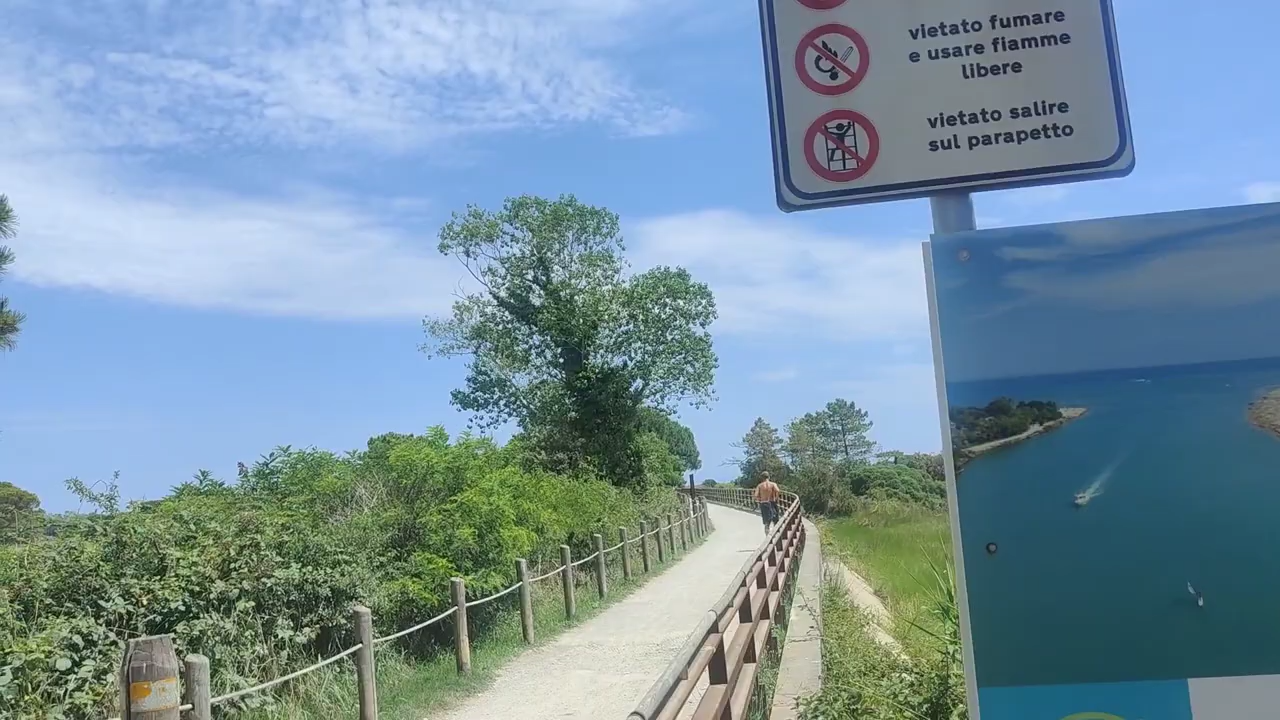 vietato fumare
e usare fiamme
libere
vietato salire
sul parapetto